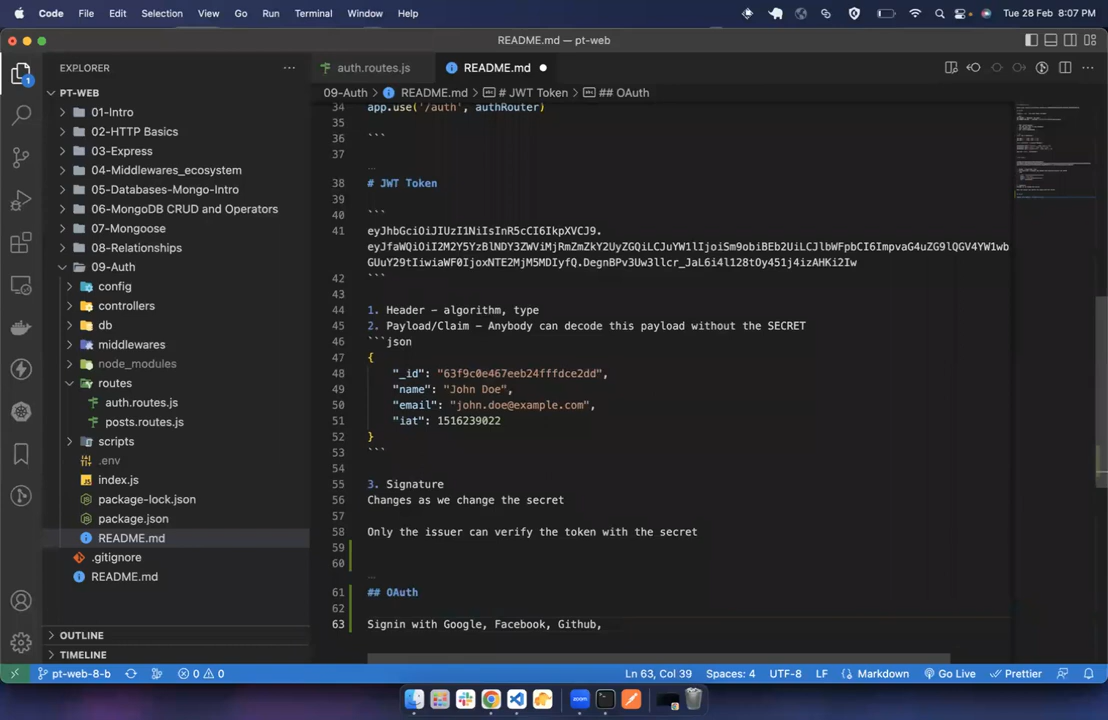 Code File Edit Selection View Go Run Terminal Window Help Tue 28 Feb 8:07 PM
README.md — pt-web
EXPLORER
PT-WEB
01-Intro
02-HTTP Basics
03-Express
04-Middlewares_ecosystem
05-Databases-Mongo-Intro
06-MongoDB CRUD and Operators
07-Mongoose
08-Relationships
09-Auth
config
controllers
db
middlewares
node_modules
routes
auth.routes.js
posts.routes.js
scripts
.env
index.js
package-lock.json
package.json
README.md
.gitignore
README.md
OUTLINE
TIMELINE
auth.routes.js README.md
09-Auth > README.md > # JWT Token > ## OAuth
34 app.use('/auth', authRouter)
35
36 ```
37
38 # JWT Token
39
40 ```
41 eyJhbGciOiJIUzI1NiIsInR5cCI6IkpXVCJ9.
eyJfaWQiOiI2M2Y5YzBlNDY3ZWViMjRmZmZkY2UyZGQiLCJuYW1lIjoiSm9obiBEb2UiLCJlbWFpbCI6ImpvaG4uZG9lQGV4YW1wb
GUuY29tIiwiaWF0IjoxNTE2MjM5MDIyfQ.DegnBPv3Uw3llcr_JaL6i4l128tOy451j4izAHKi2Iw
42 ```
43
44 1. Header – algorithm, type
45 2. Payload/Claim – Anybody can decode this payload without the SECRET
46 ```json
47 {
48 "_id": "63f9c0e467eeb24fffdce2dd",
49 "name": "John Doe",
50 "email": "john.doe@example.com",
51 "iat": 1516239022
52 }
53 ```
54
55 3. Signature
56 Changes as we change the secret
57
58 Only the issuer can verify the token with the secret
59
60
61 ## OAuth
62
63 Signin with Google, Facebook, Github,
pt-web-8-b 0 0 Ln 63, Col 39 Spaces: 4 UTF-8 LF Markdown Go Live Prettier